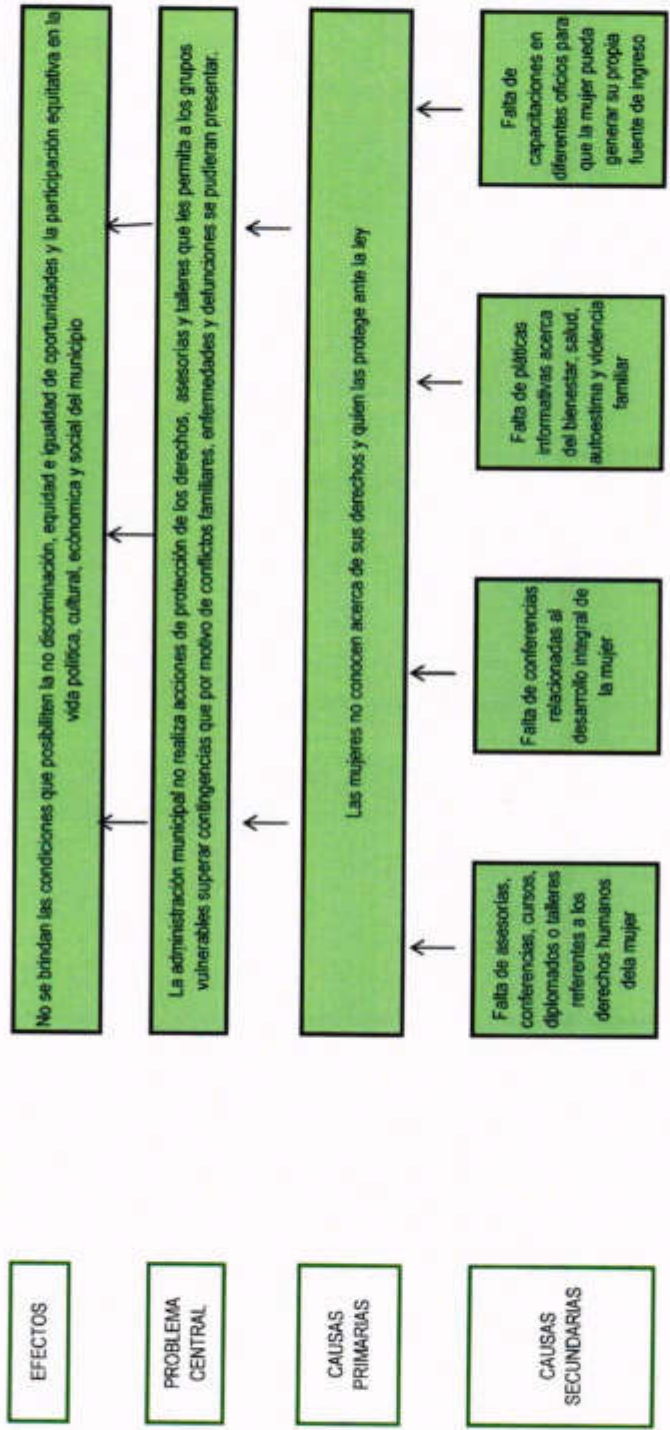 EFECTOS
No se brindan las condiciones que posibiliten la no discriminación, equidad e igualdad de oportunidades y la participación equitativa en la
vida política, cultural, ecónomica y social del municipio
PROBLEMA
CENTRAL
La administración municipal no realiza acciones de protección de los derechos, asesorías y talleres que les permita a los grupos
vulnerables superar contingencias que por motivo de conflictos familiares, enfermedades y defunciones se pudieran presentar.
CAUSAS
PRIMARIAS
Las mujeres no conocen acerca de sus derechos y quien las protege ante la ley
CAUSAS
SECUNDARIAS
Falta de asesorías,
conferencias, cursos,
diplomados o talleres
referentes a los
derechos humanos
dela mujer
Falta de conferencias
relacionadas al
desarrollo integral de
la mujer
Falta de pláticas
informativas acerca
del bienestar, salud,
autoestima y violencia
familiar
Falta de
capacitaciones en
diferentes oficios para
que la mujer pueda
generar su propia
fuente de ingreso